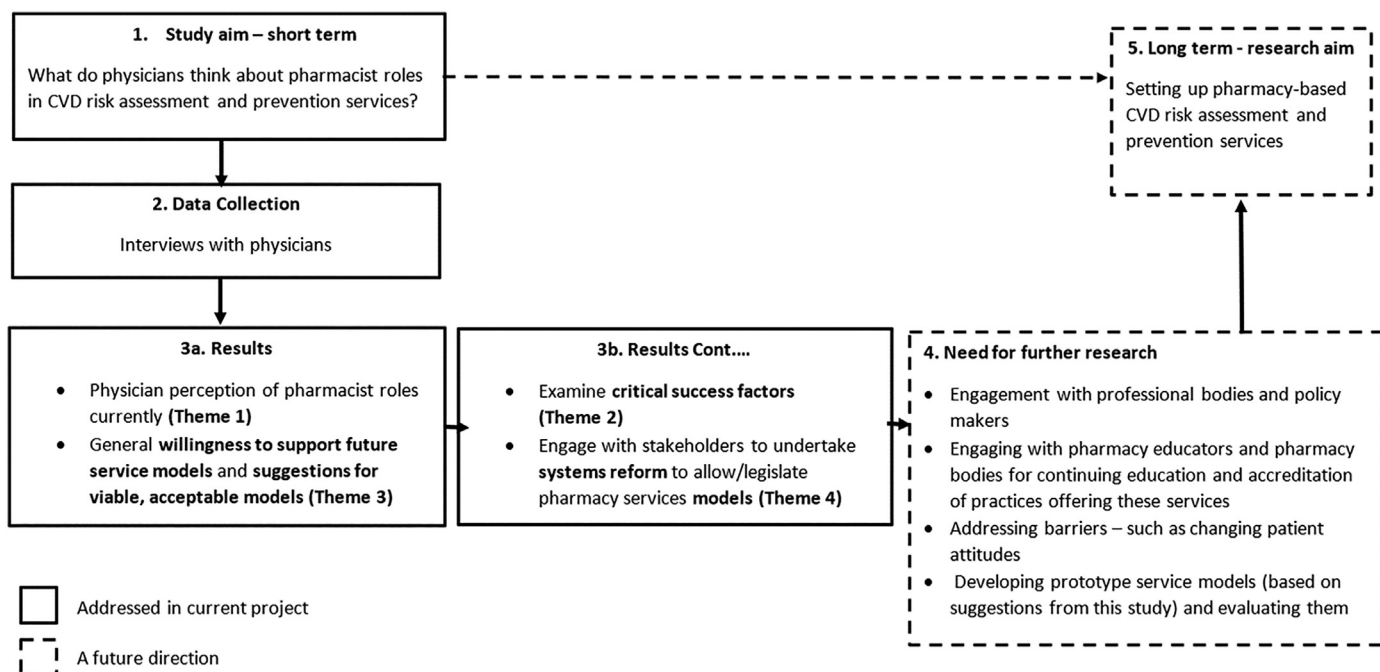 1. Study aim – short term
What do physicians think about pharmacist roles
in CVD risk assessment and prevention services?
2. Data Collection
Interviews with physicians
3a. Results
• Physician perception of pharmacist roles
currently (Theme 1)
• General willingness to support future
service models and suggestions for
viable, acceptable models (Theme 3)
3b. Results Cont....
• Examine critical success factors
(Theme 2)
• Engage with stakeholders to undertake
systems reform to allow/legislate
pharmacy services models (Theme 4)
4. Need for further research
• Engagement with professional bodies and policy
makers
• Engaging with pharmacy educators and pharmacy
bodies for continuing education and accreditation
of practices offering these services
• Addressing barriers – such as changing patient
attitudes
• Developing prototype service models (based on
suggestions from this study) and evaluating them
5. Long term - research aim
Setting up pharmacy-based
CVD risk assessment and
prevention services
Addressed in current project
A future direction